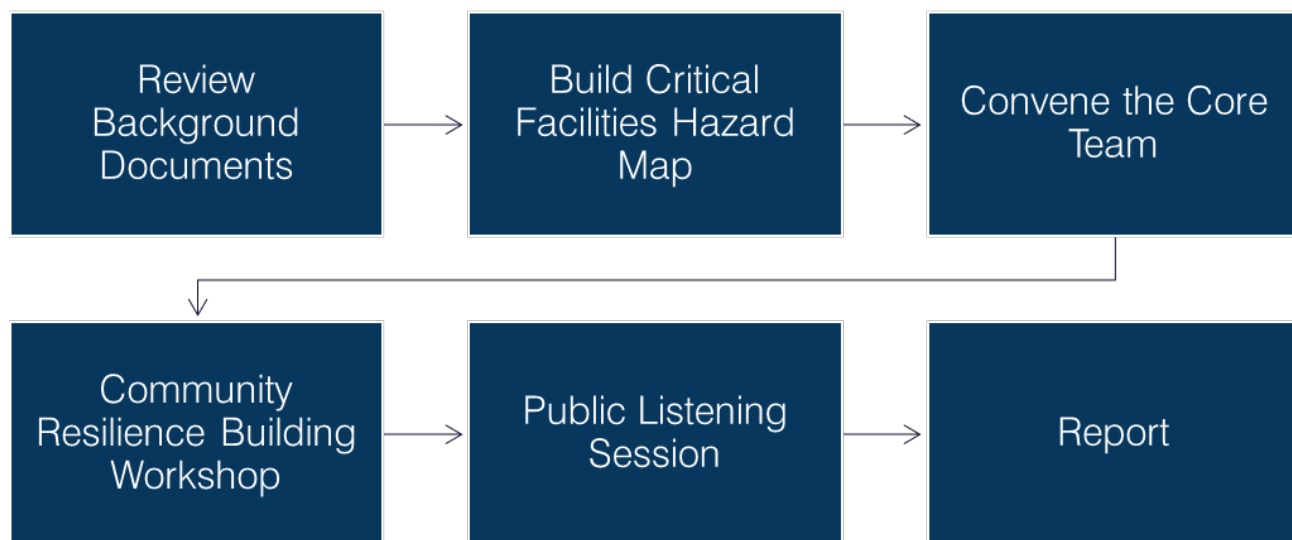 Review
Background
Documents
Build Critical
Facilities Hazard
Map
Convene the Core
Team
Community
Resilience Building
Workshop
Public Listening
Session
Report